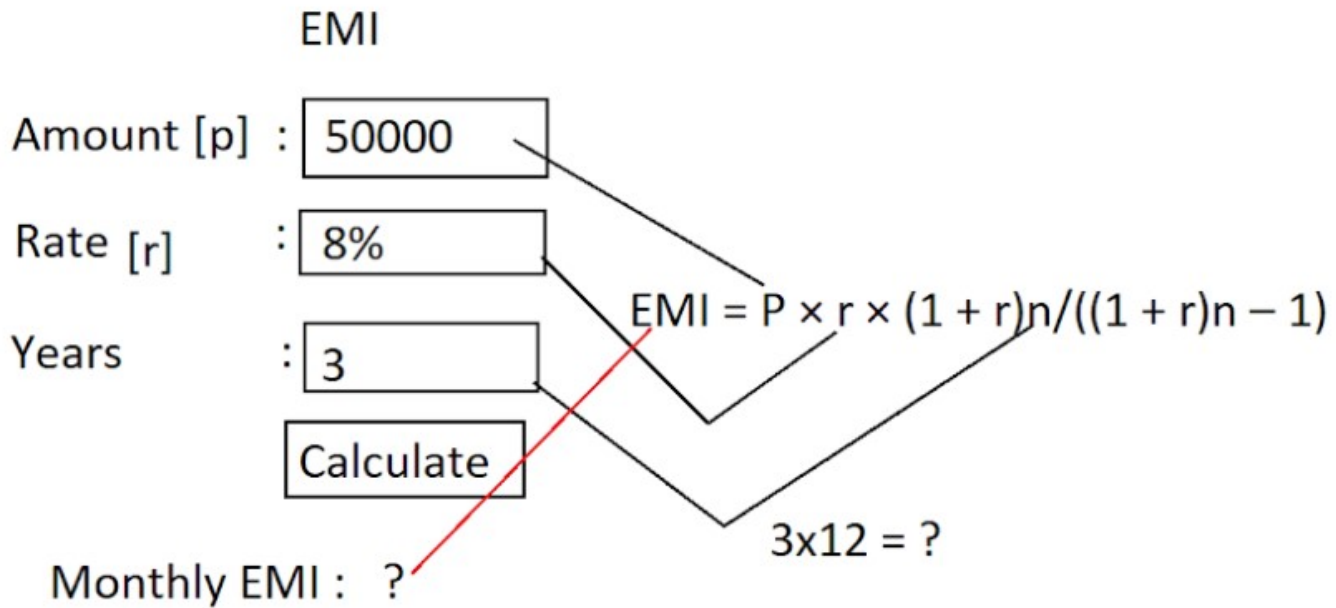 EMI
Amount [p] : 50000
Rate [r] : 8%
EMI = P × r × (1 + r)n/((1 + r)n – 1)
Years : 3
Calculate
3x12 = ?
Monthly EMI : ?